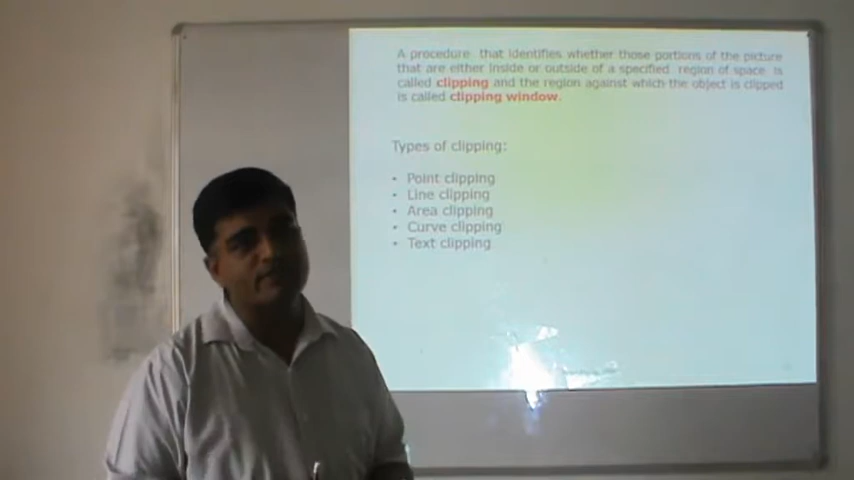 A procedure that identifies whether those portions of the picture
that are either inside or outside of a specified region of space is
called clipping and the region against which the object is clipped
is called clipping window.
Types of clipping:
• Point clipping
• Line clipping
• Area clipping
• Curve clipping
• Text clipping